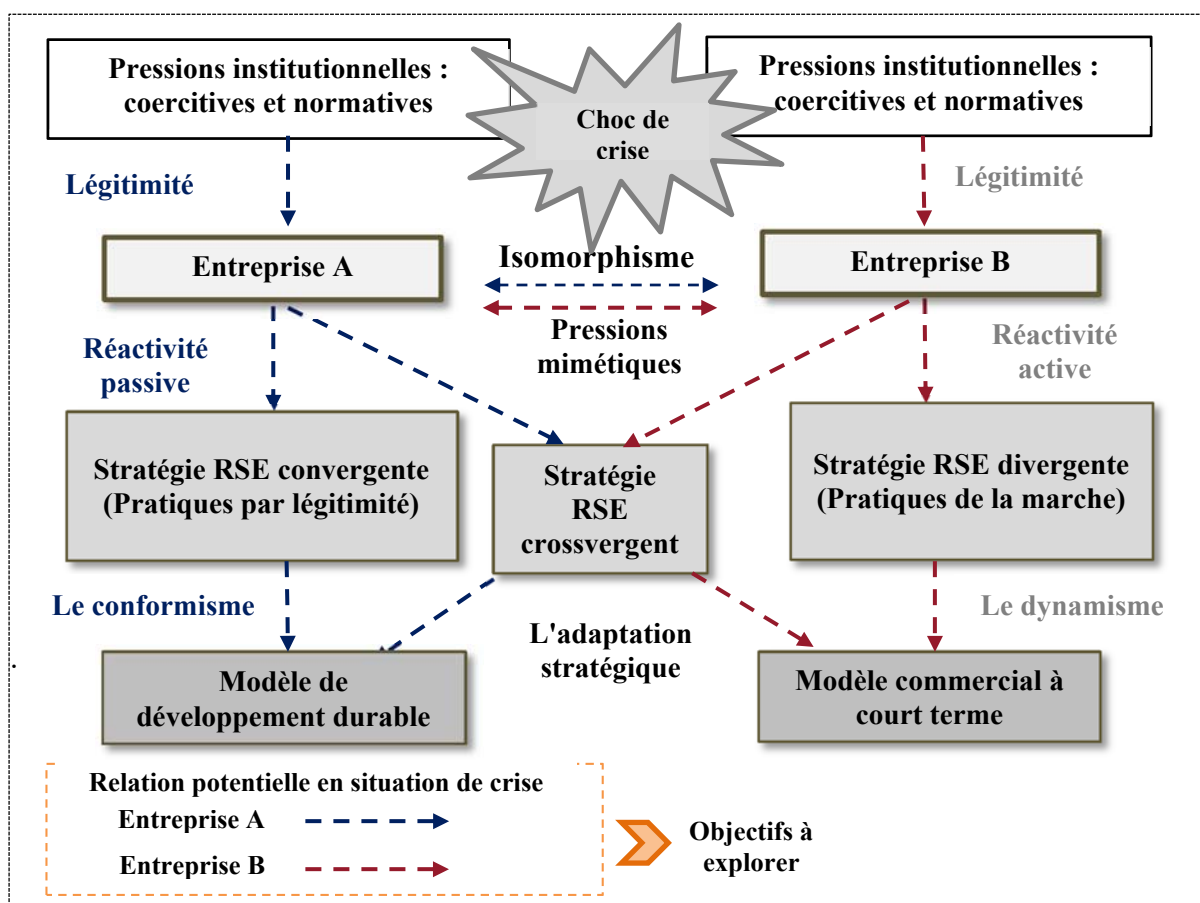 Pressions institutionnelles :
coercitives et normatives
Choc de
crise
Pressions institutionnelles :
coercitives et normatives
Légitimité
Légitimité
Entreprise A
Isomorphisme
Entreprise B
Pressions
mimétiques
Réactivité
passive
Réactivité
active
Stratégie RSE convergente
(Pratiques par légitimité)
Stratégie
RSE
crossvergent
Stratégie RSE divergente
(Pratiques de la marche)
Le conformisme
L'adaptation
stratégique
Le dynamisme
.
Modèle de
développement durable
Modèle commercial à
court terme
Relation potentielle en situation de crise
Entreprise A
Entreprise B
Objectifs à
explorer